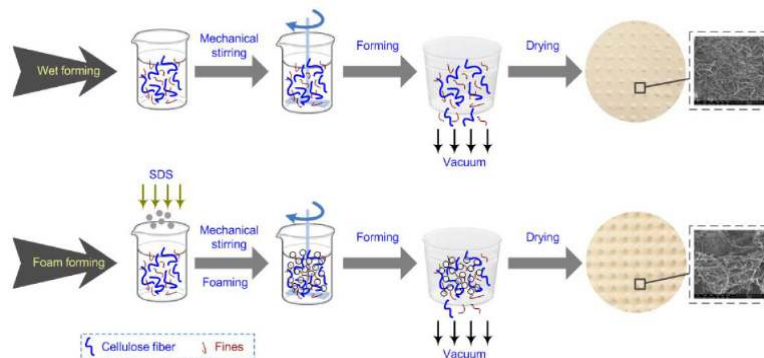 Wet forming
Mechanical
stirring
Forming
Drying
Vacuum
SDS
Foam forming
Mechanical
stirring
Foaming
Forming
Drying
Vacuum
Cellulose fiber
Fines